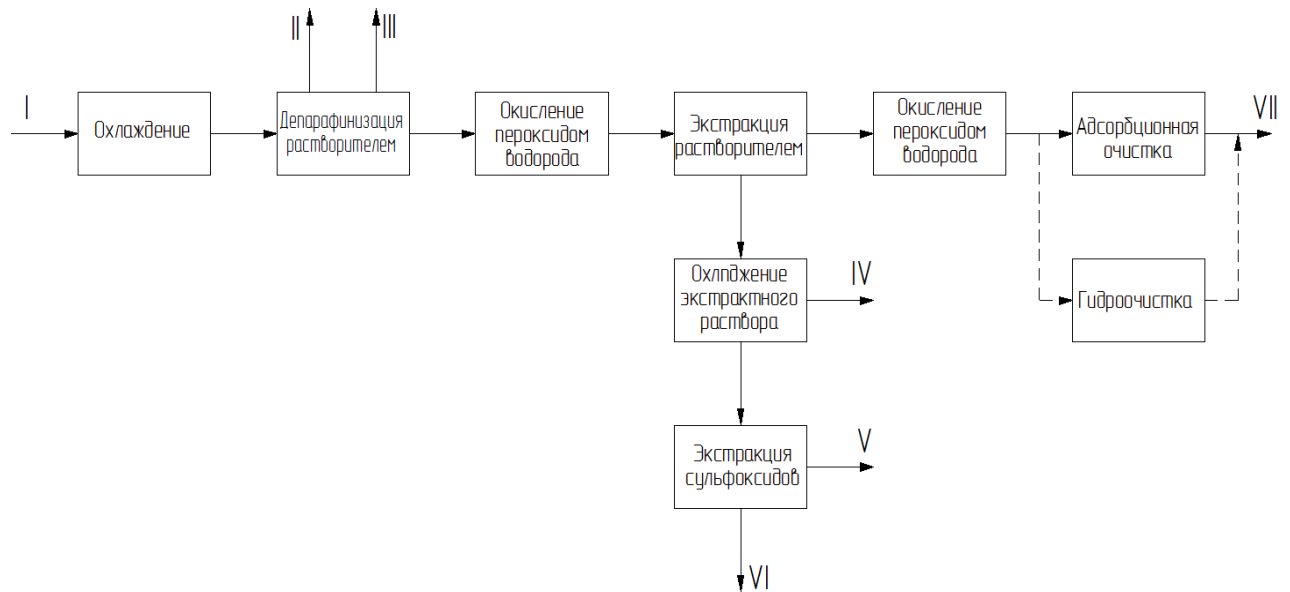 II
III
I
Охлаждение
Депарафинизация
растворителем
Окисление
пероксидом
водорода
Экстракция
растворителем
Окисление
пероксидом
водорода
Адсорбционная
очистка
VII
Охлпджение
экстрактного
раствора
IV
Гидроочистка
Экстракция
сульфоксидов
V
VI